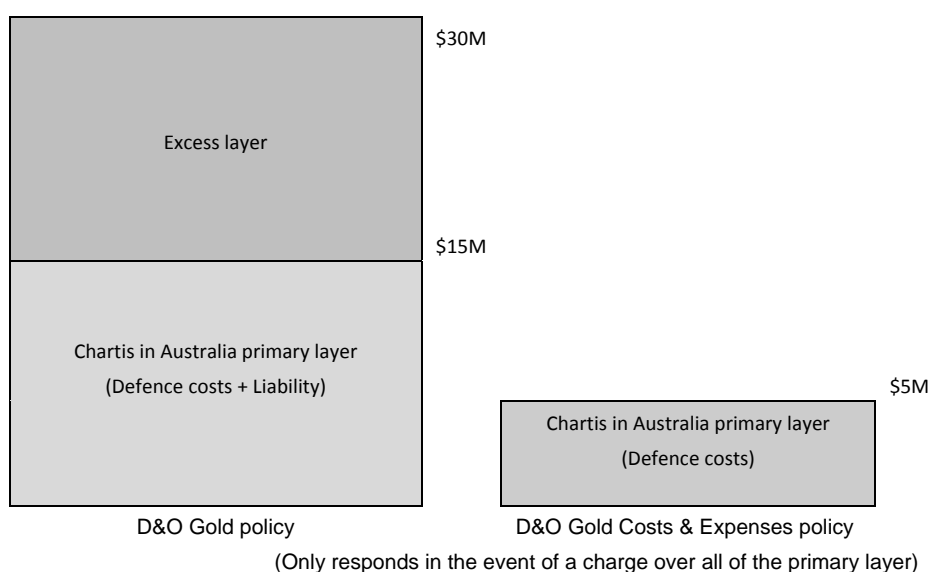 $30M
Excess layer
$15M
Chartis in Australia primary layer
(Defence costs + Liability)
$5M
Chartis in Australia primary layer
(Defence costs)
D&O Gold policy
D&O Gold Costs & Expenses policy
(Only responds in the event of a charge over all of the primary layer)